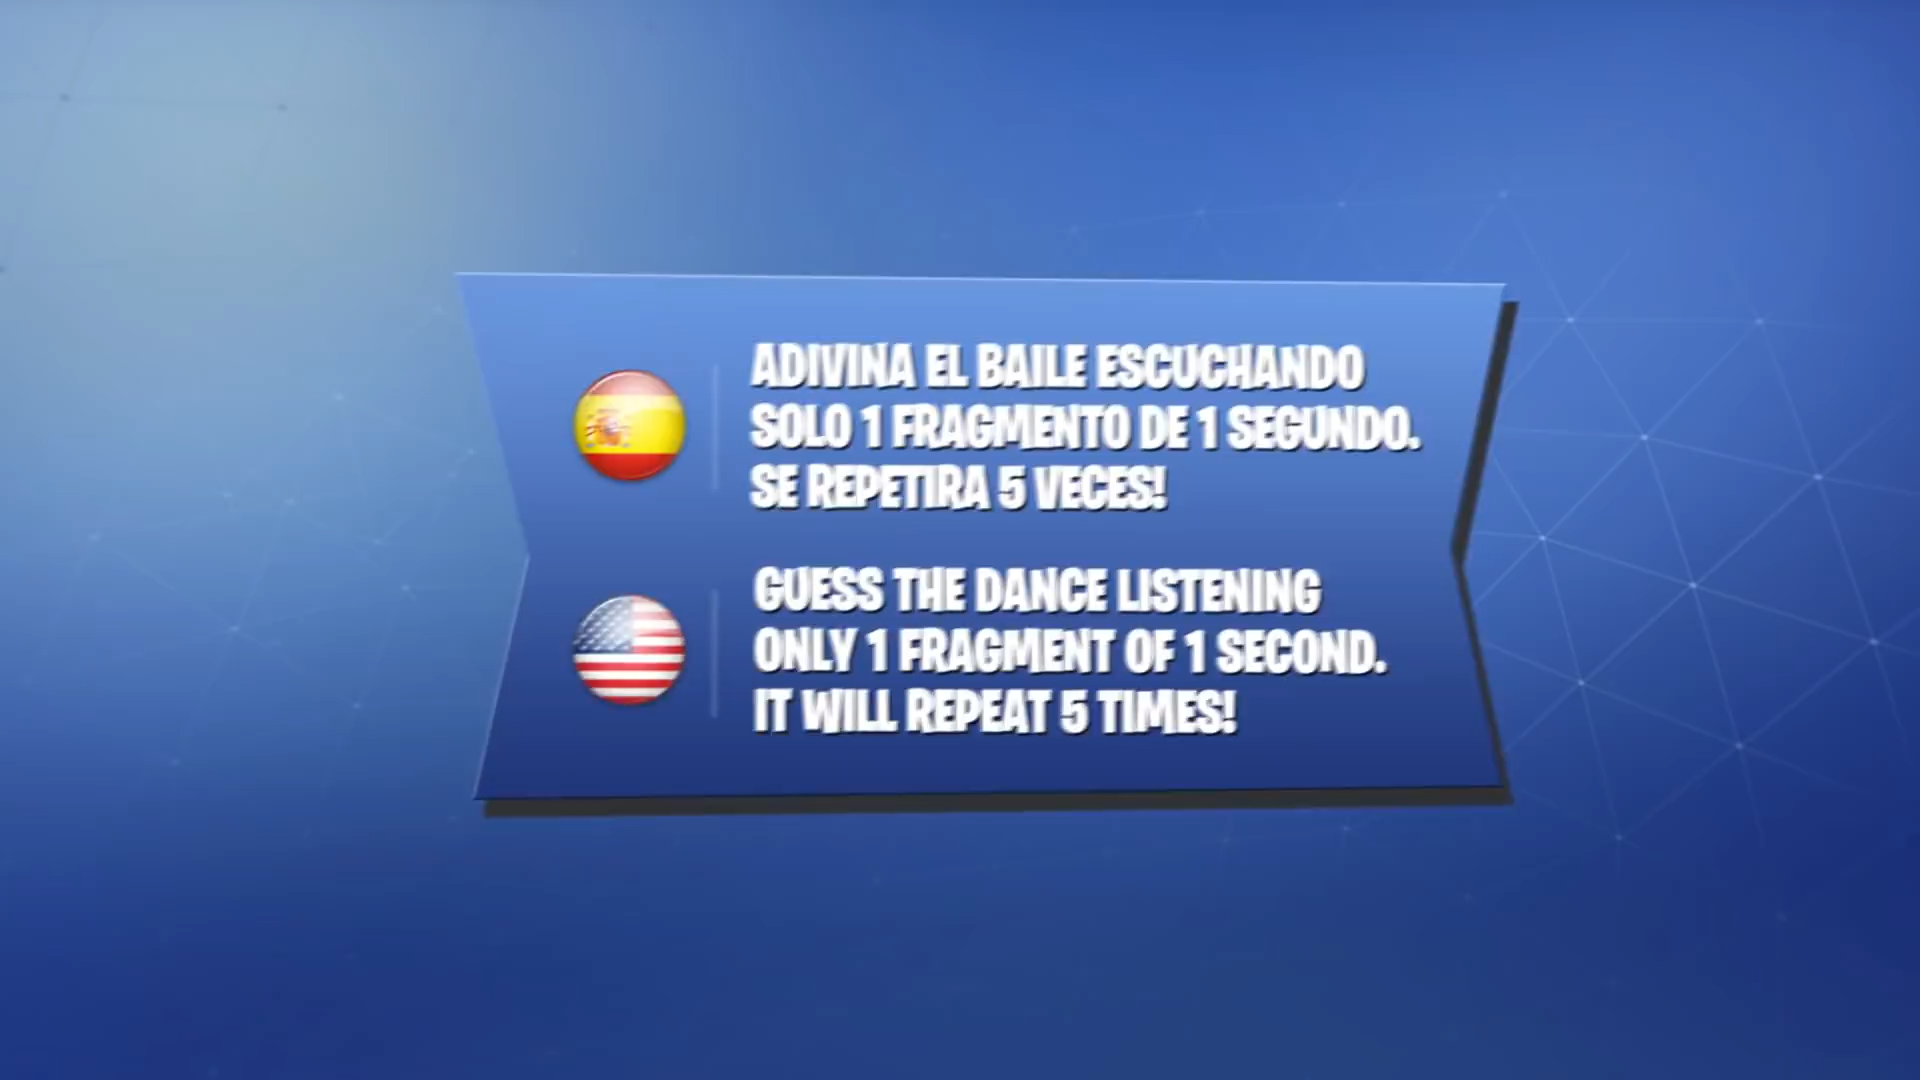 ADIVINA EL BAILE ESCUCHANDO
SOLO 1 FRAGMENTO DE 1 SEGUNDO.
SE REPETIRA 5 VECES!
GUESS THE DANCE LISTENING
ONLY 1 FRAGMENT OF 1 SECOND.
IT WILL REPEAT 5 TIMES!